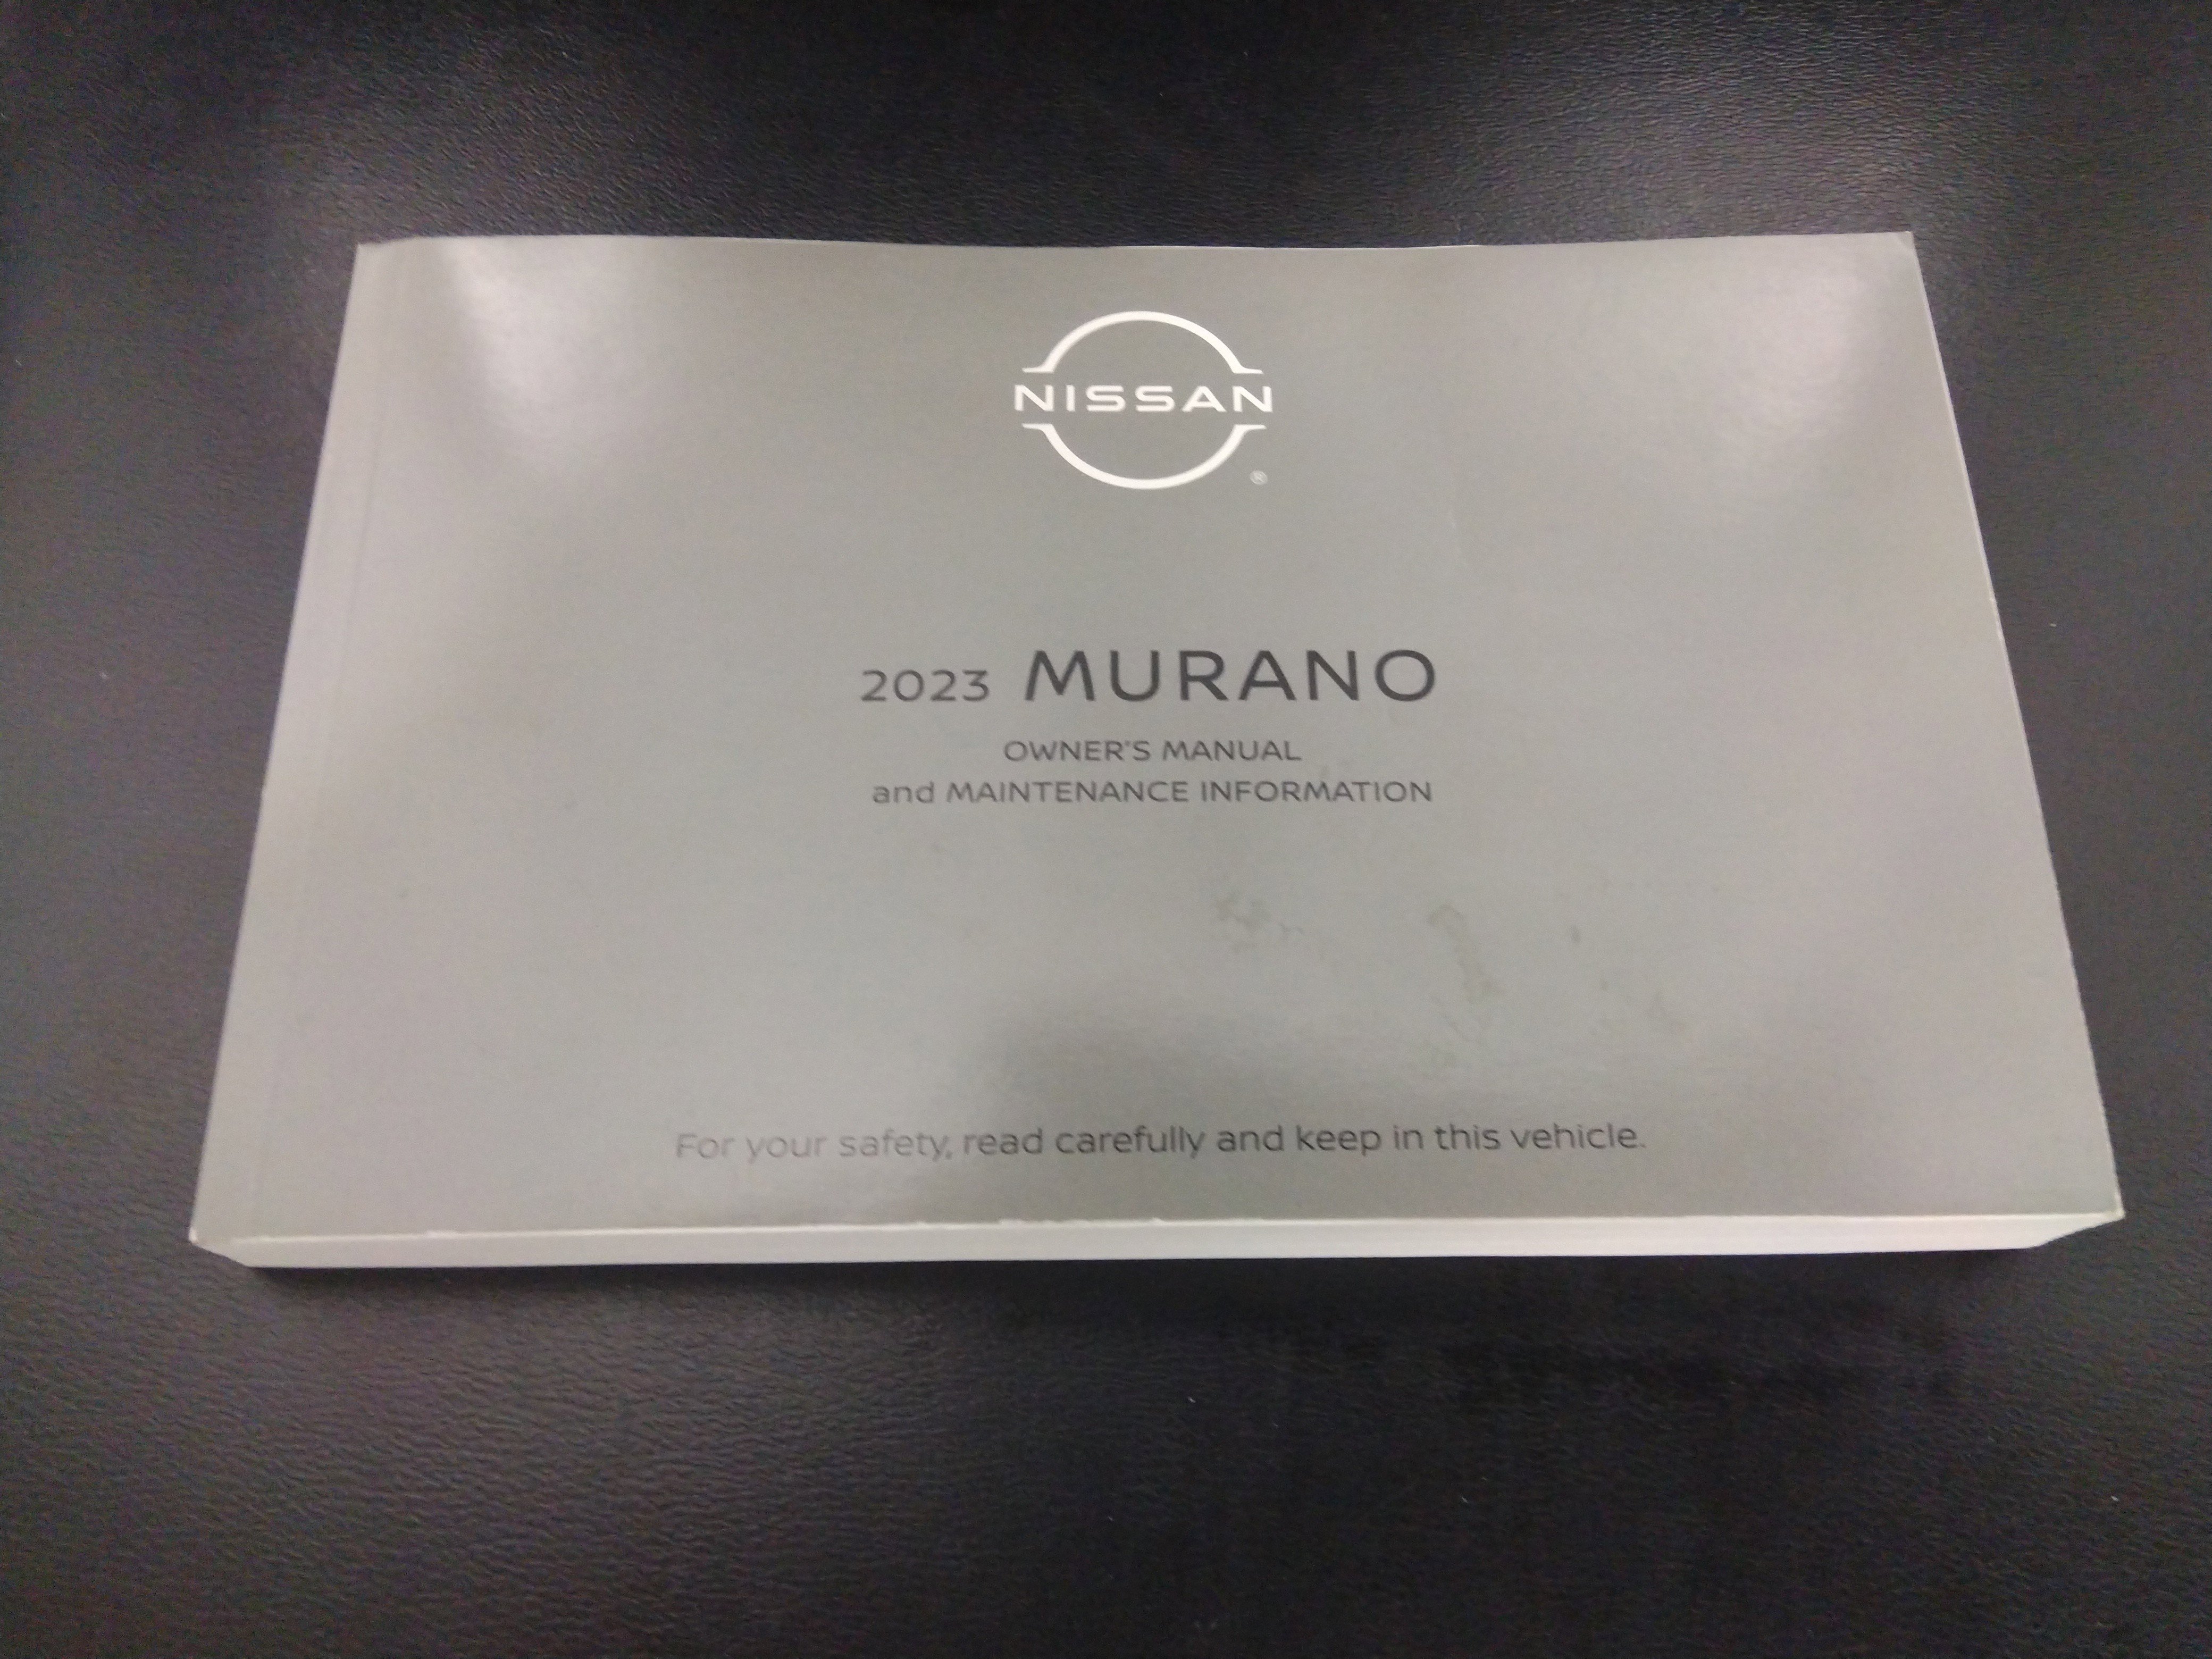 NISSAN
®
2023 MURANO
OWNER'S MANUAL
and MAINTENANCE INFORMATION
For your safety, read carefully and keep in this vehicle.